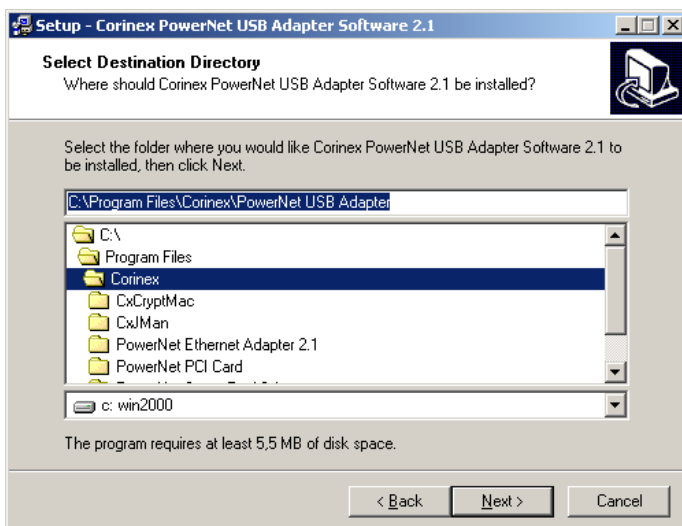 Setup - Corinex PowerNet USB Adapter Software 2.1
Select Destination Directory
Where should Corinex PowerNet USB Adapter Software 2.1 be installed?
Select the folder where you would like Corinex PowerNet USB Adapter Software 2.1 to
be installed, then click Next.
C:\Program Files\Corinex\PowerNet USB Adapter
C:\
Program Files
Corinex
CxCryptMac
CxJMan
PowerNet Ethernet Adapter 2.1
PowerNet PCI Card
c: win2000
The program requires at least 5,5 MB of disk space.
< Back
Next >
Cancel